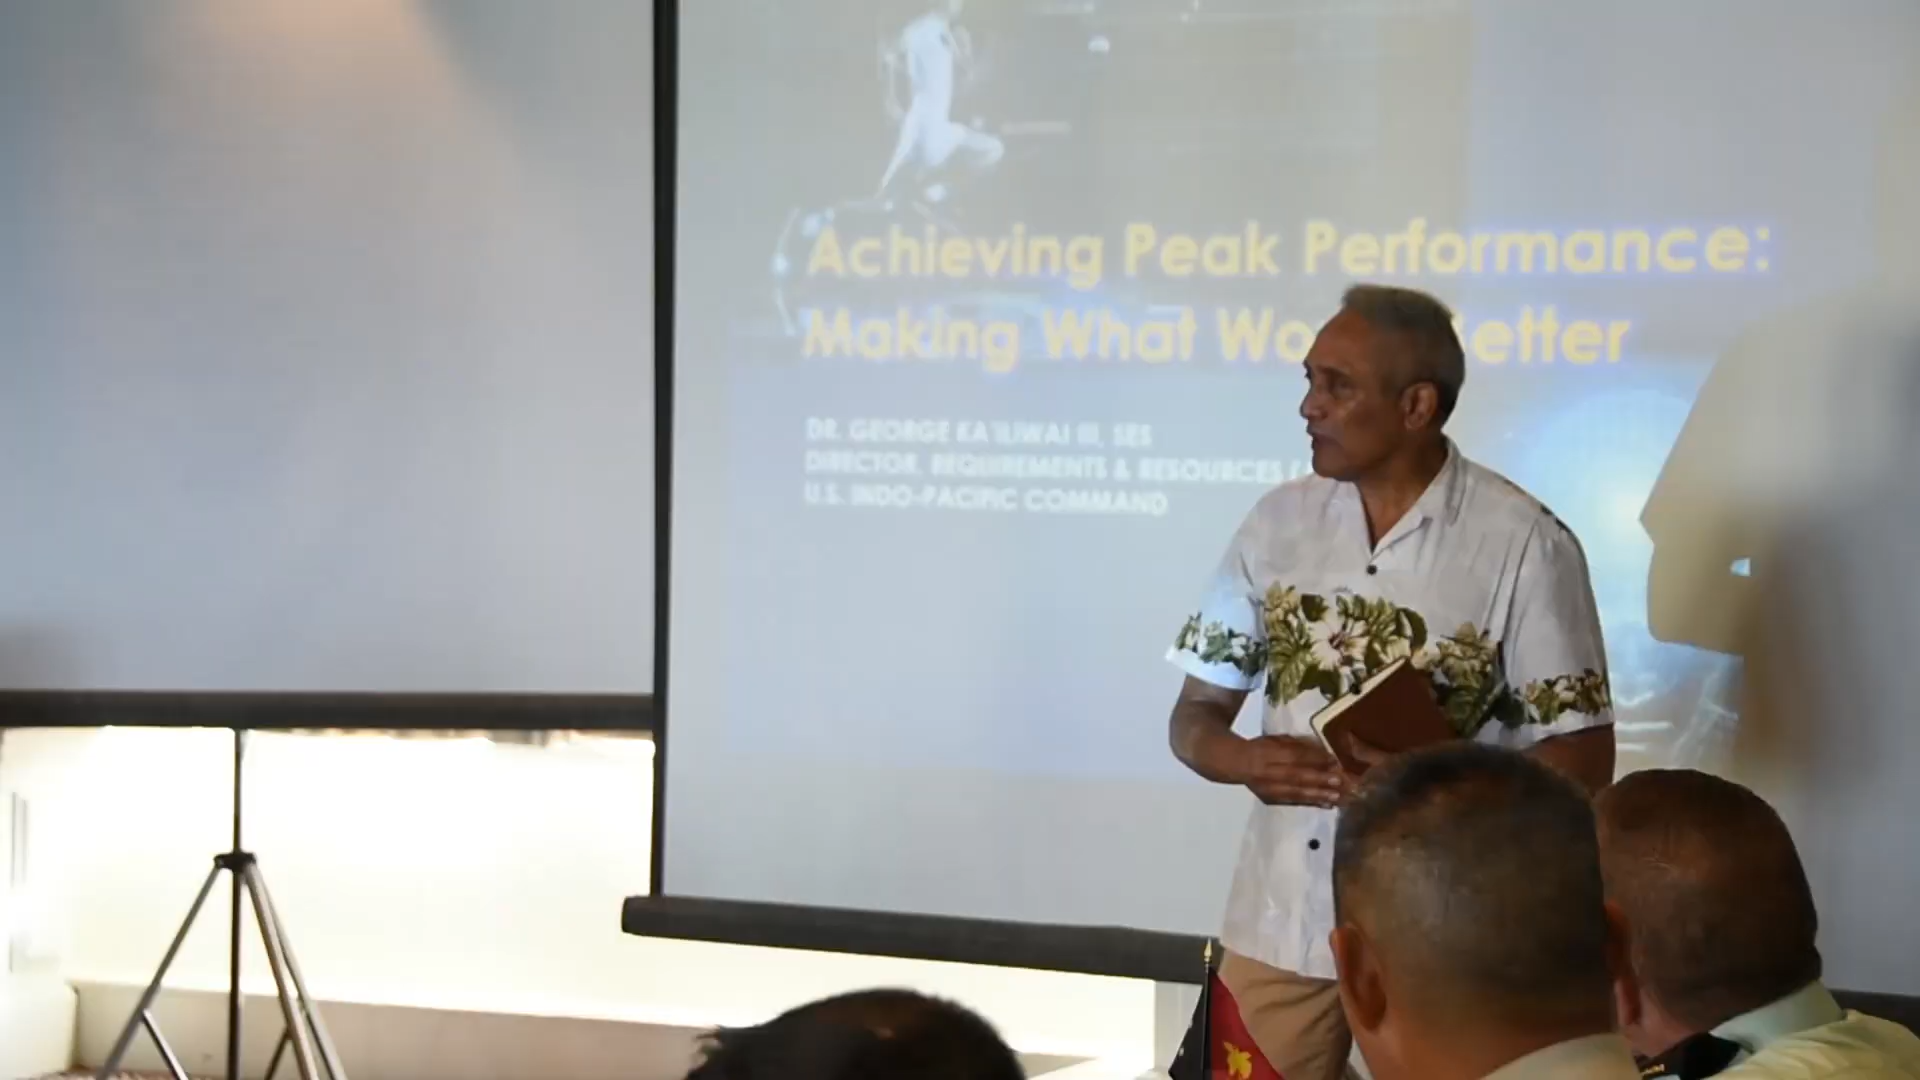 Achieving Peak Performance:
Making What Wo etter
DR. GEORGE KA'ILIWAI III, SES
DIRECTOR, REQUIREMENTS & RESOURCES
U.S. INDO-PACIFIC COMMAND